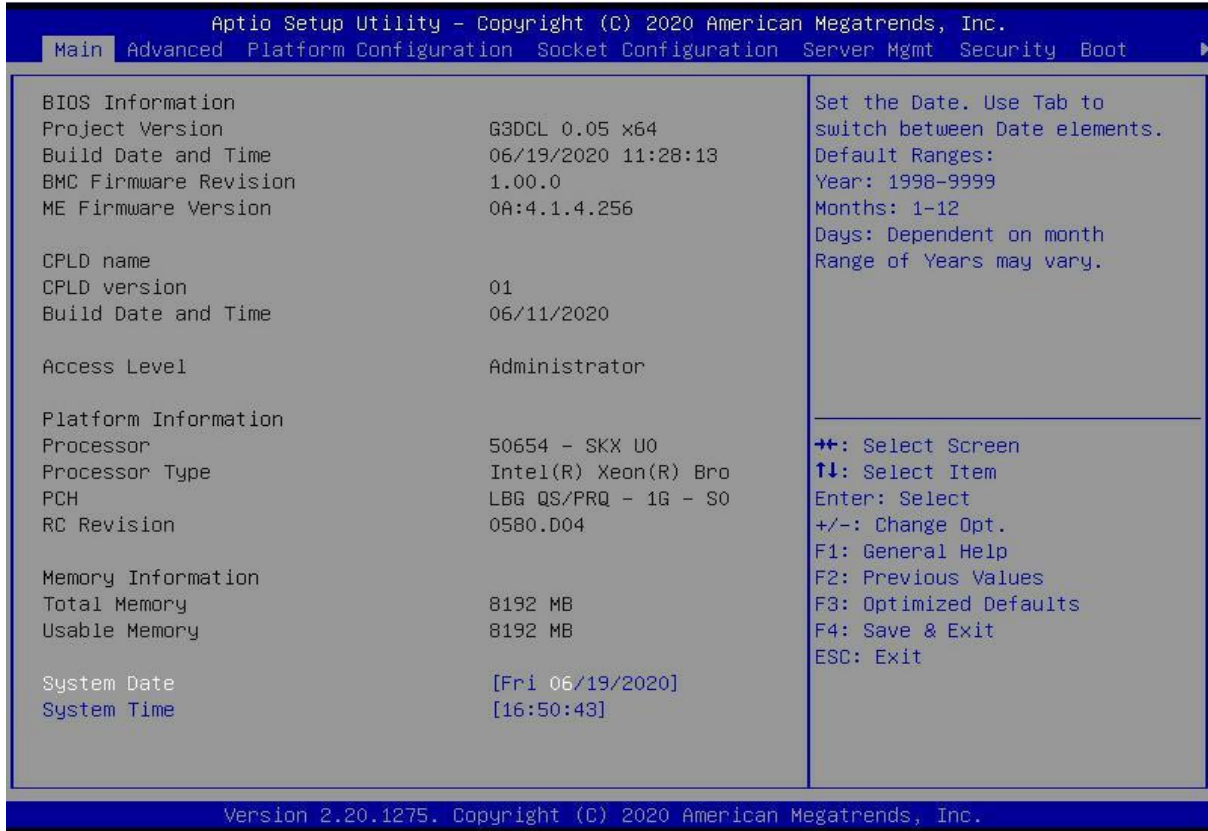 Aptio Setup Utility – Copyright (C) 2020 American Megatrends, Inc.
Main Advanced Platform Configuration Socket Configuration Server Mgmt Security Boot
BIOS Information
Project Version G3DCL 0.05 x64
Build Date and Time 06/19/2020 11:28:13
BMC Firmware Revision 1.00.0
ME Firmware Version 0A:4.1.4.256
CPLD name
CPLD version 01
Build Date and Time 06/11/2020
Access Level Administrator
Platform Information
Processor 50654 – SKX U0
Processor Type Intel(R) Xeon(R) Bro
PCH LBG QS/PRQ – 1G – S0
RC Revision 0580.D04
Memory Information
Total Memory 8192 MB
Usable Memory 8192 MB
System Date [Fri 06/19/2020]
System Time [16:50:43]
Set the Date. Use Tab to
switch between Date elements.
Default Ranges:
Year: 1998–9999
Months: 1–12
Days: Dependent on month
Range of Years may vary.
→←: Select Screen
↑↓: Select Item
Enter: Select
+/–: Change Opt.
F1: General Help
F2: Previous Values
F3: Optimized Defaults
F4: Save & Exit
ESC: Exit
Version 2.20.1275. Copyright (C) 2020 American Megatrends, Inc.